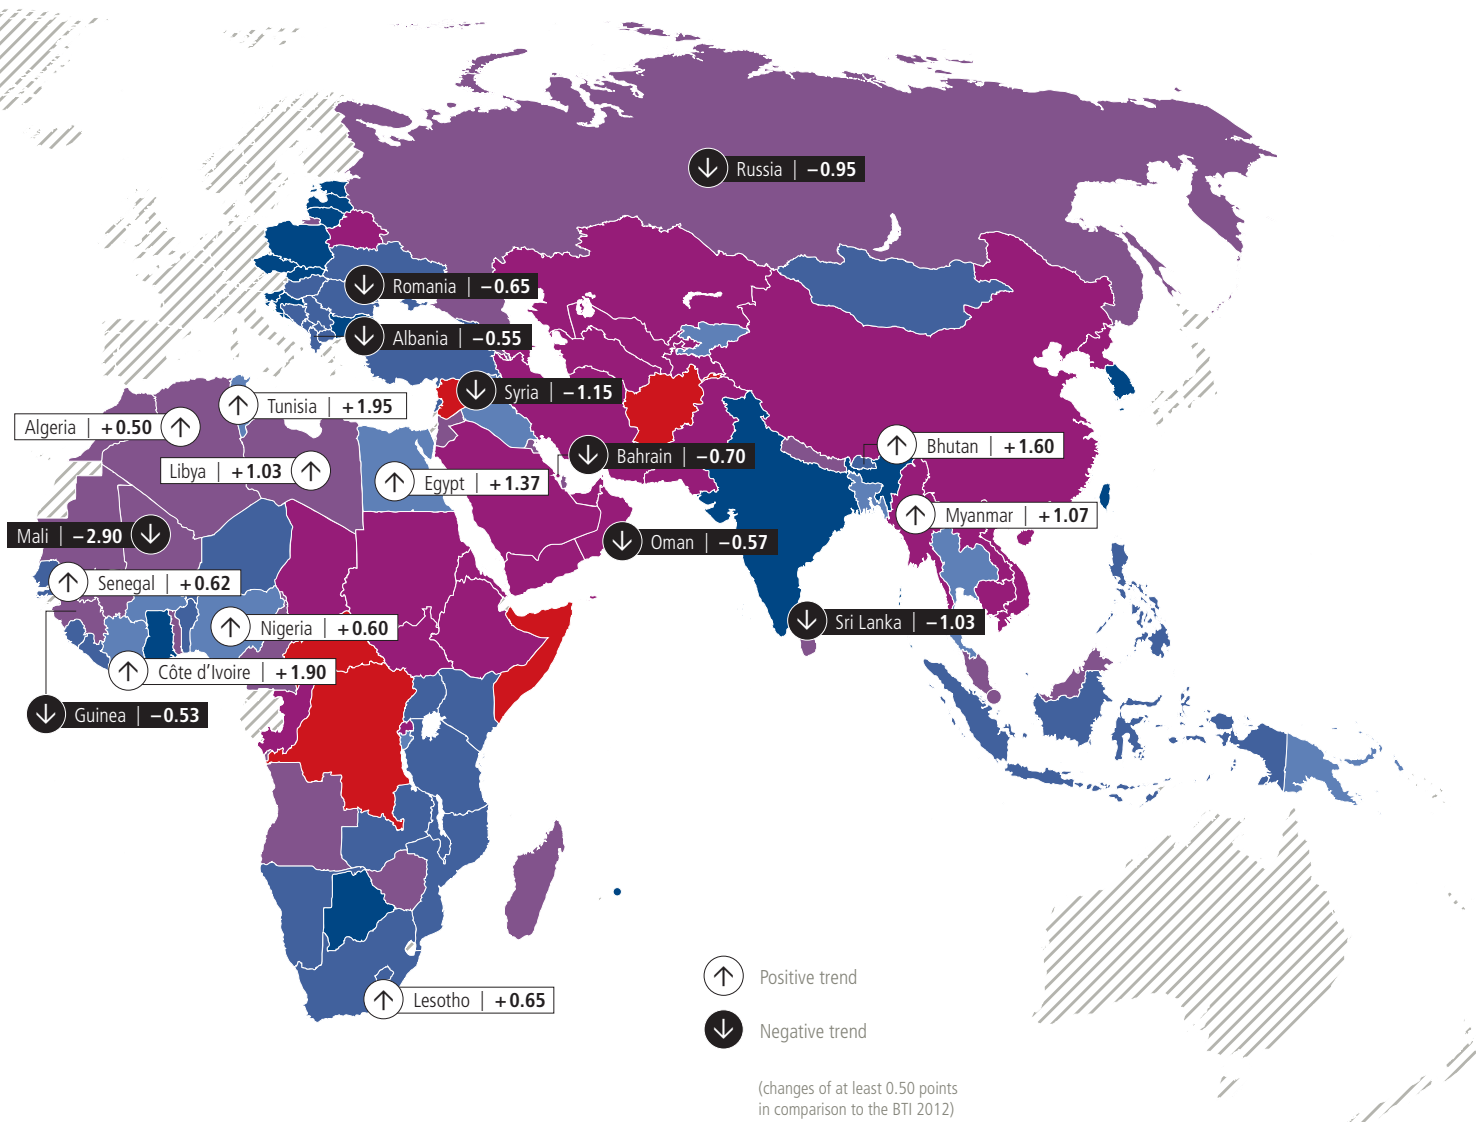 Russia | –0.95
Romania | –0.65
Albania | –0.55
Syria | –1.15
Tunisia | +1.95
Algeria | +0.50
Bhutan | +1.60
Bahrain | –0.70
Libya | +1.03
Egypt | +1.37
Myanmar | +1.07
Mali | –2.90
Oman | –0.57
Senegal | +0.62
Sri Lanka | –1.03
Nigeria | +0.60
Côte d’Ivoire | +1.90
Guinea | –0.53
Lesotho | +0.65
Positive trend
Negative trend
(changes of at least 0.50 points
in comparison to the BTI 2012)